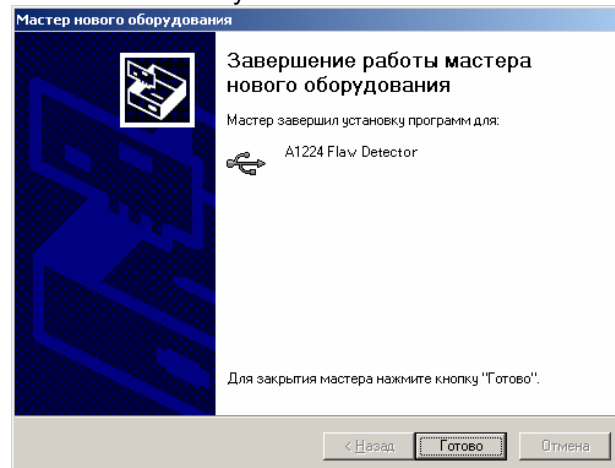 Мастер нового оборудования
Завершение работы мастера
нового оборудования
Мастер завершил установку программ для:
A1224 Flaw Detector
Для закрытия мастера нажмите кнопку "Готово".
< Назад
Готово
Отмена